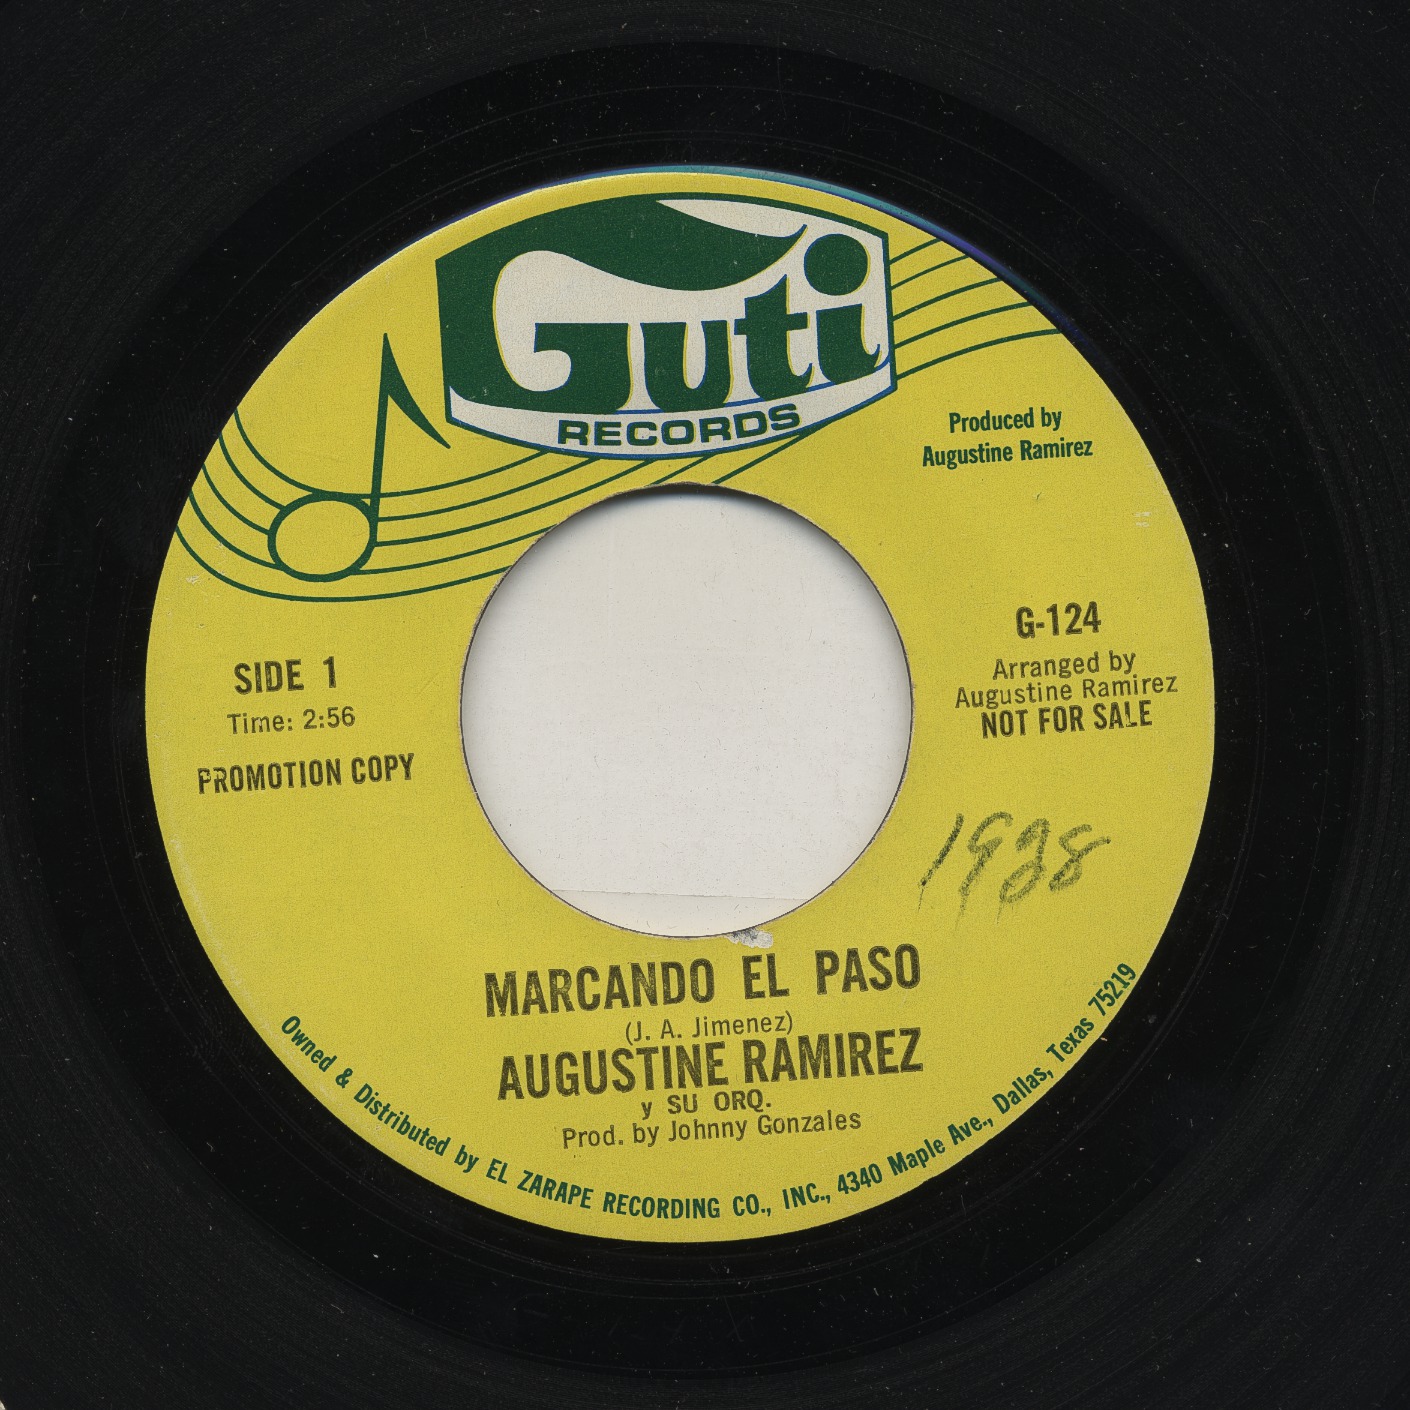 Guti
RECORDS
Produced by
Augustine Ramirez
SIDE 1
Time: 2:56
PROMOTION COPY
G-124
Arranged by
Augustine Ramirez
NOT FOR SALE
1938
MARCANDO EL PASO
(J. A. Jimenez)
AUGUSTINE RAMIREZ
y SU ORQ.
Prod. by Johnny Gonzales
Owned & Distributed by EL ZARAPE RECORDING CO., INC., 4340 Maple Ave., Dallas, Texas 75219